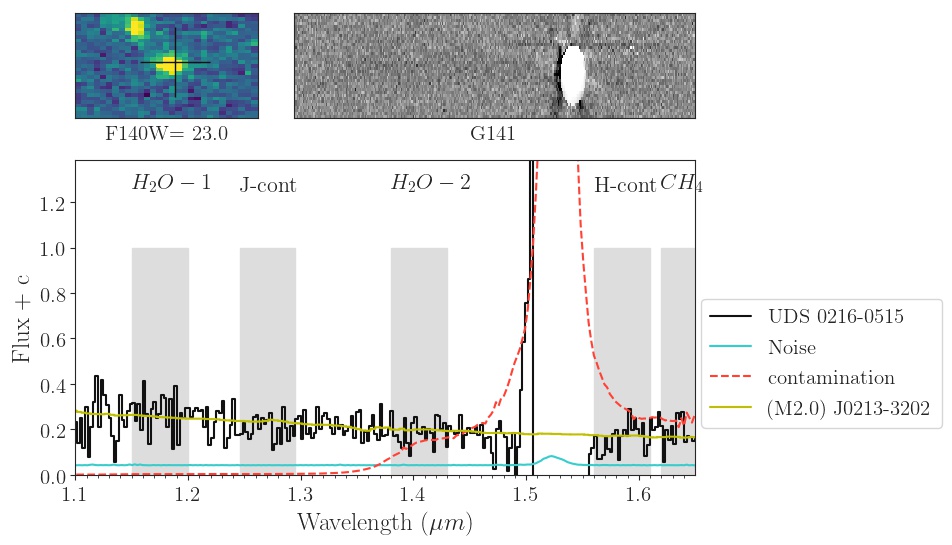 F140W= 23.0
G141
H₂O − 1
J-cont
H₂O − 2
H-cont
CH₄
1.2
1.0
0.8
0.6
0.4
0.2
0.0
Flux + c
1.1
1.2
1.3
1.4
1.5
1.6
Wavelength (μm)
UDS 0216-0515
Noise
contamination
(M2.0) J0213-3202